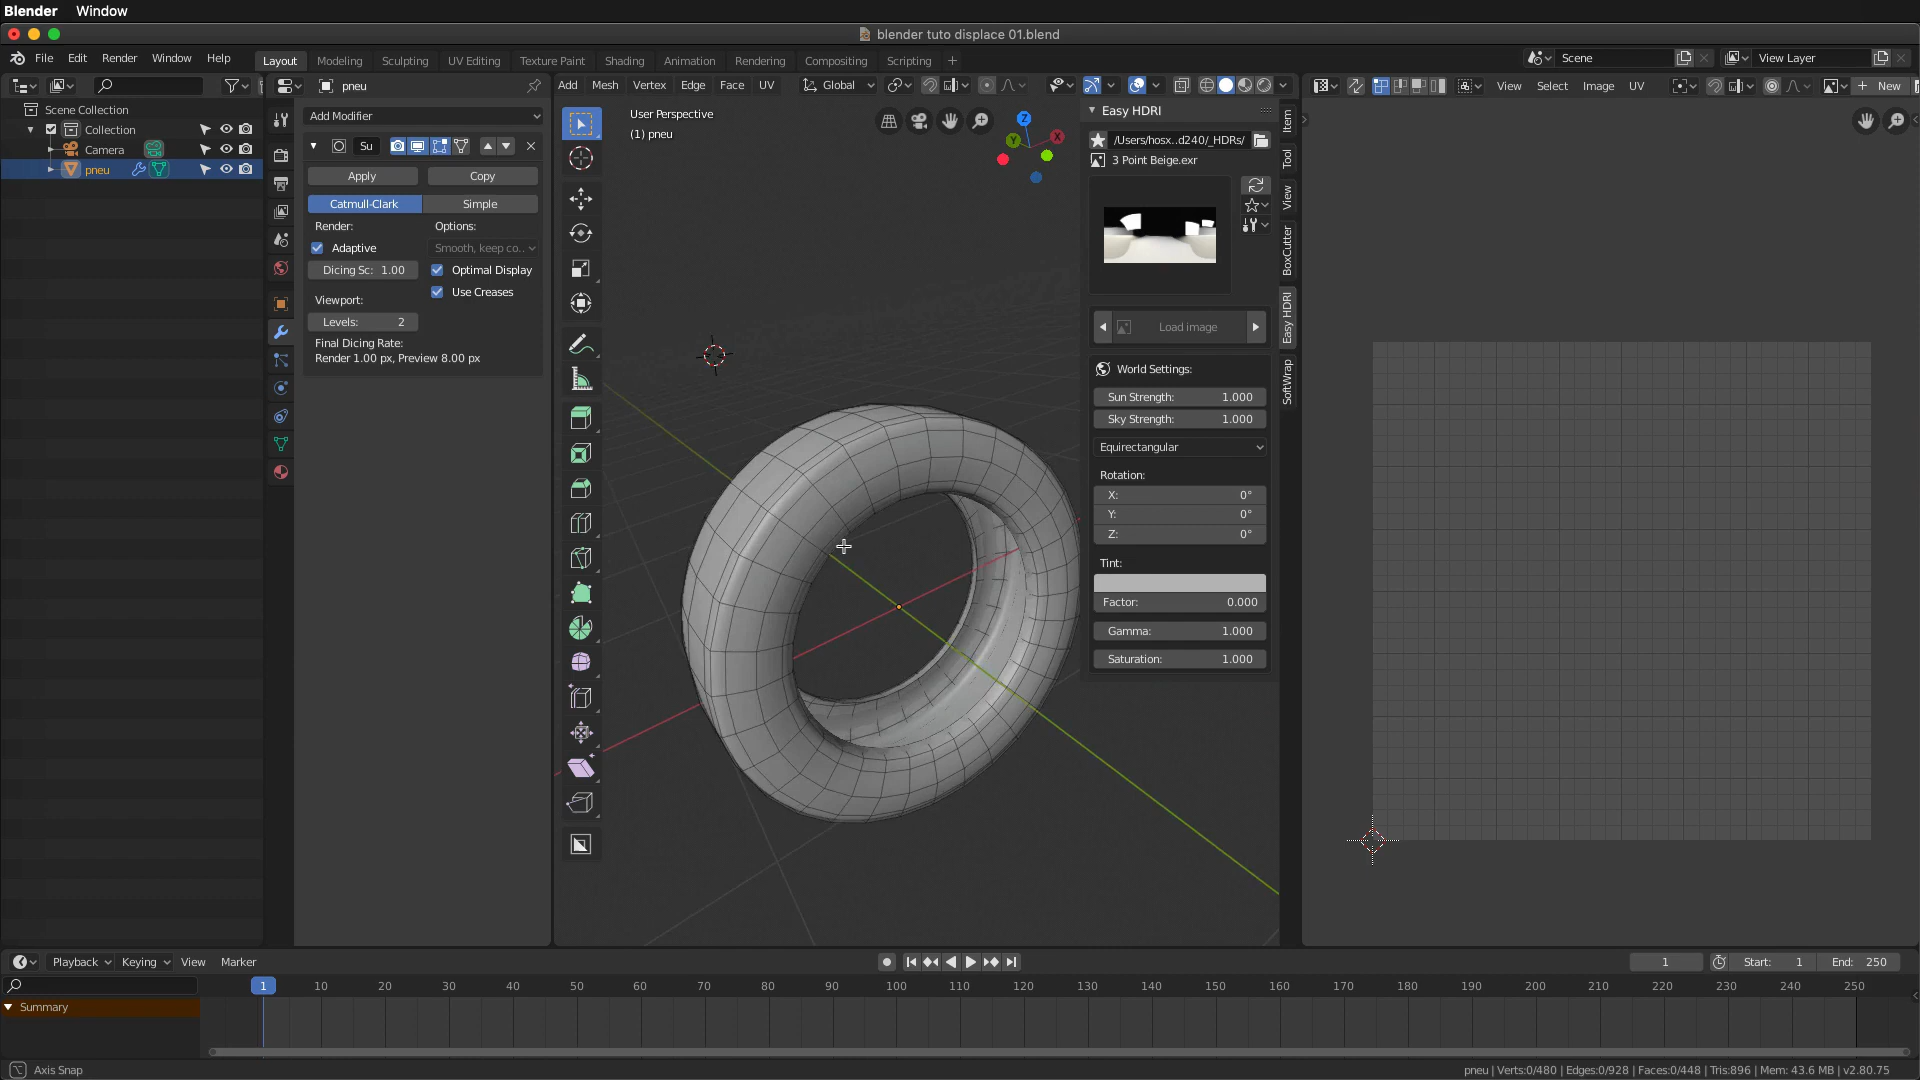 Blender Window
blender tuto displace 01.blend
File Edit Render Window Help Layout Modeling Sculpting UV Editing Texture Paint Shading Animation Rendering Compositing Scripting + Scene View Layer
pneu Add Mesh Vertex Edge Face UV Global View Select Image UV New
Scene Collection
Collection
Camera
pneu
Add Modifier
Su
Apply Copy
Catmull-Clark Simple
Render: Options:
Adaptive Smooth, keep co..
Dicing Sc: 1.00 Optimal Display
Use Creases
Viewport:
Levels: 2
Final Dicing Rate:
Render 1.00 px, Preview 8.00 px
User Perspective
(1) pneu
Z
Y
X
Easy HDRI
/Users/hosx..d240/_HDRs/
3 Point Beige.exr
Load image
World Settings:
Sun Strength: 1.000
Sky Strength: 1.000
Equirectangular
Rotation:
X: 0°
Y: 0°
Z: 0°
Tint:
Factor: 0.000
Gamma: 1.000
Saturation: 1.000
Item
Tool
View
BoxCutter
Easy HDRI
SoftWrap
Playback Keying View Marker 1 Start: 1 End: 250
1 10 20 30 40 50 60 70 80 90 100 110 120 130 140 150 160 170 180 190 200 210 220 230 240 250
Summary
Axis Snap pneu | Verts:0/480 | Edges:0/928 | Faces:0/448 | Tris:896 | Mem: 43.6 MB | v2.80.75